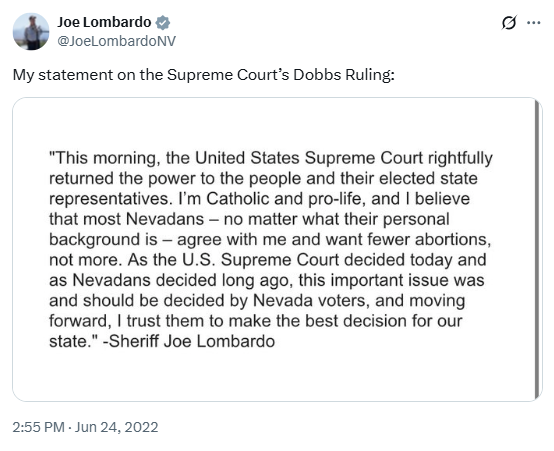 Joe Lombardo
@JoeLombardoNV
My statement on the Supreme Court’s Dobbs Ruling:
"This morning, the United States Supreme Court rightfully
returned the power to the people and their elected state
representatives. I’m Catholic and pro-life, and I believe
that most Nevadans – no matter what their personal
background is – agree with me and want fewer abortions,
not more. As the U.S. Supreme Court decided today and
as Nevadans decided long ago, this important issue was
and should be decided by Nevada voters, and moving
forward, I trust them to make the best decision for our
state." -Sheriff Joe Lombardo
2:55 PM · Jun 24, 2022